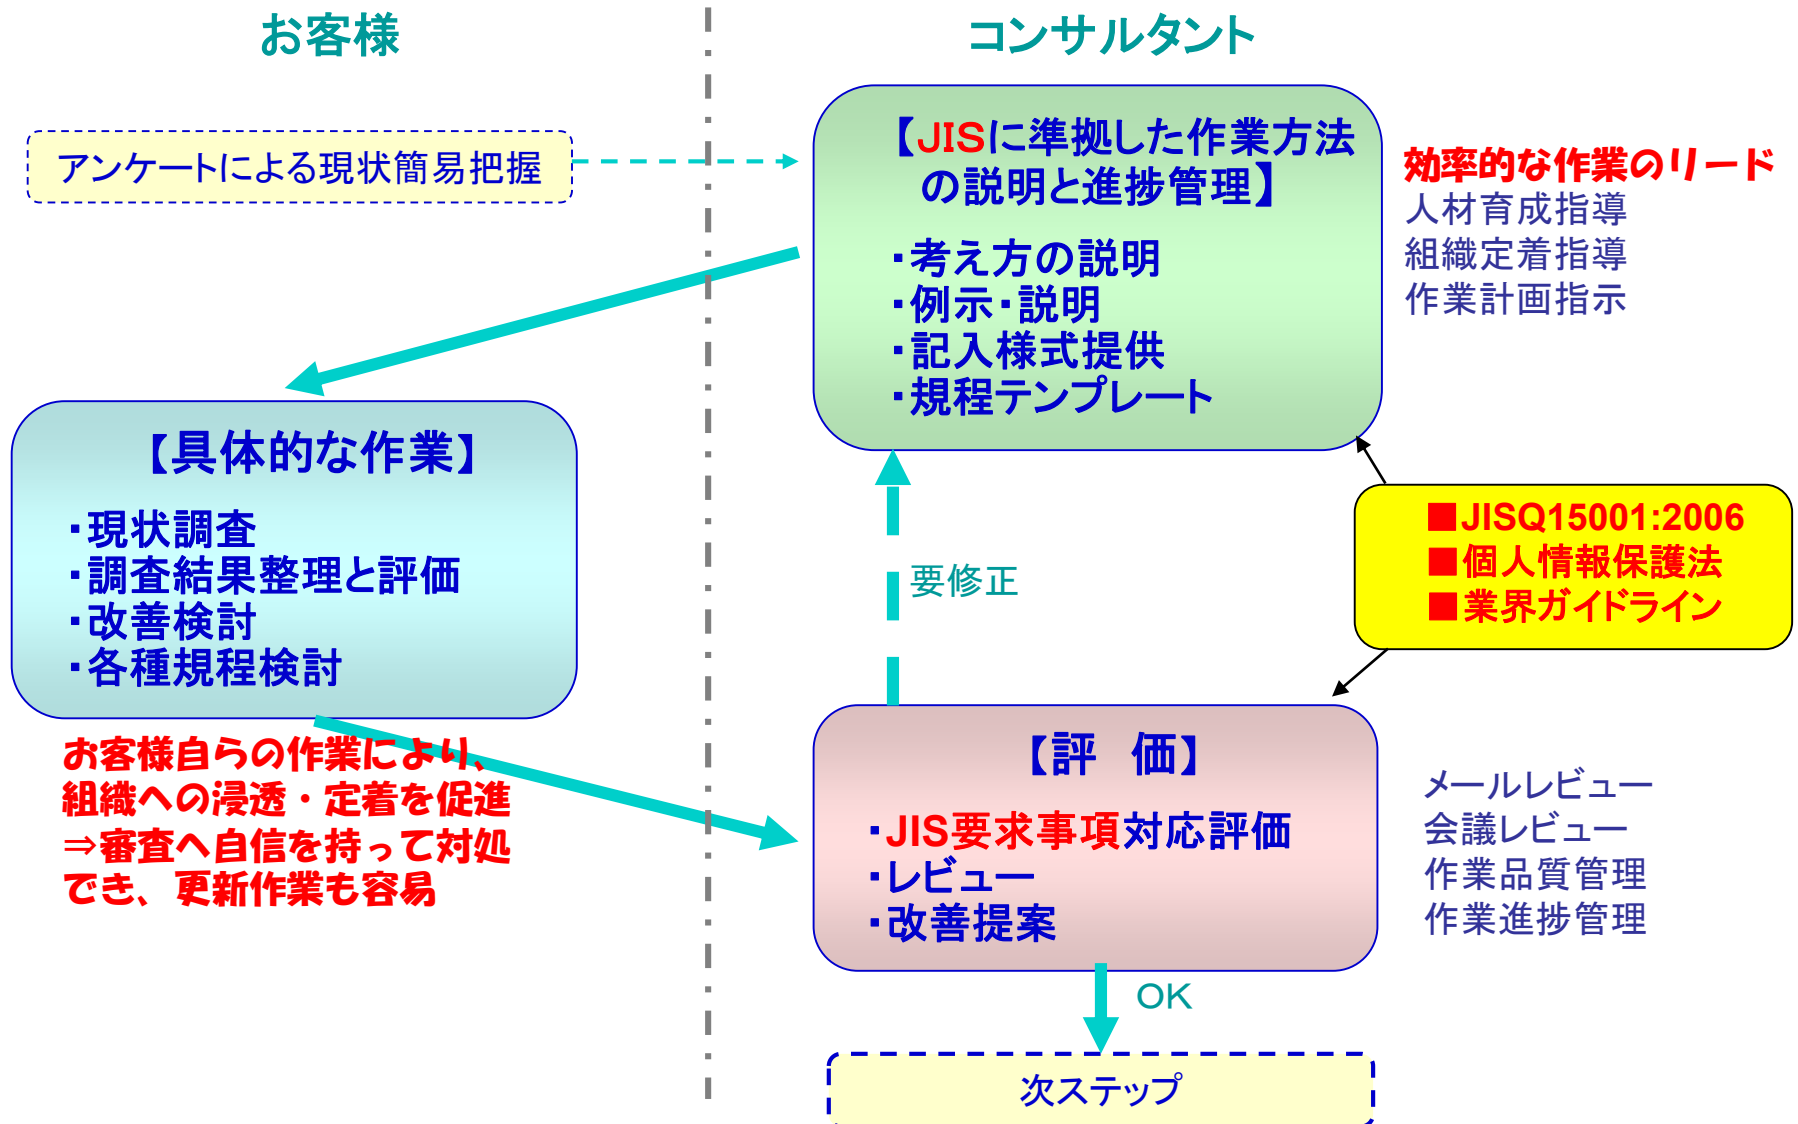 お客様
コンサルタント
アンケートによる現状簡易把握
【JISに準拠した作業方法
の説明と進捗管理】
・考え方の説明
・例示・説明
・記入様式提供
・規程テンプレート
効率的な作業のリード
人材育成指導
組織定着指導
作業計画指示
【具体的な作業】
・現状調査
・調査結果整理と評価
・改善検討
・各種規程検討
■JISQ15001:2006
■個人情報保護法
■業界ガイドライン
要修正
お客様自らの作業により、
組織への浸透・定着を促進
⇒審査へ自信を持って対処
でき、更新作業も容易
【評　価】
・JIS要求事項対応評価
・レビュー
・改善提案
メールレビュー
会議レビュー
作業品質管理
作業進捗管理
OK
次ステップ